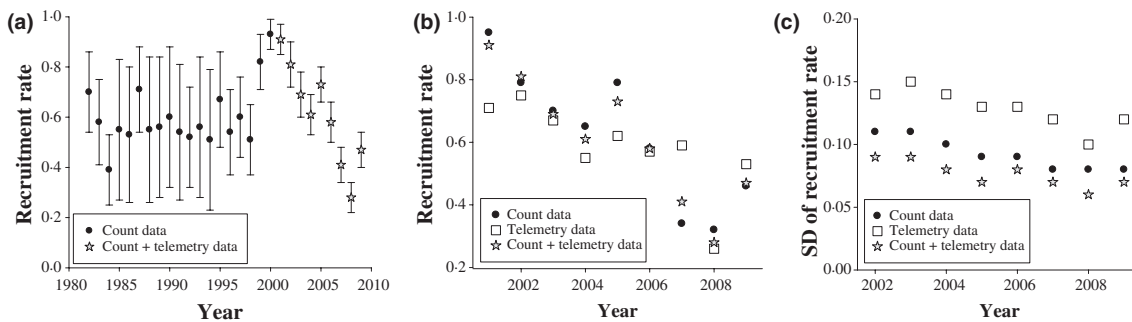 (a)
Recruitment rate
1·0
0·8
0·6
0·4
0·2
0·0
Count data
Count + telemetry data
1980 1985 1990 1995 2000 2005 2010
Year
(b)
Recruitment rate
1·0
0·8
0·6
0·4
0·2
Count data
Telemetry data
Count + telemetry data
2002 2004 2006 2008
Year
(c)
SD of recruitment rate
0·20
0·15
0·10
0·05
0·00
Count data
Telemetry data
Count + telemetry data
2002 2004 2006 2008
Year